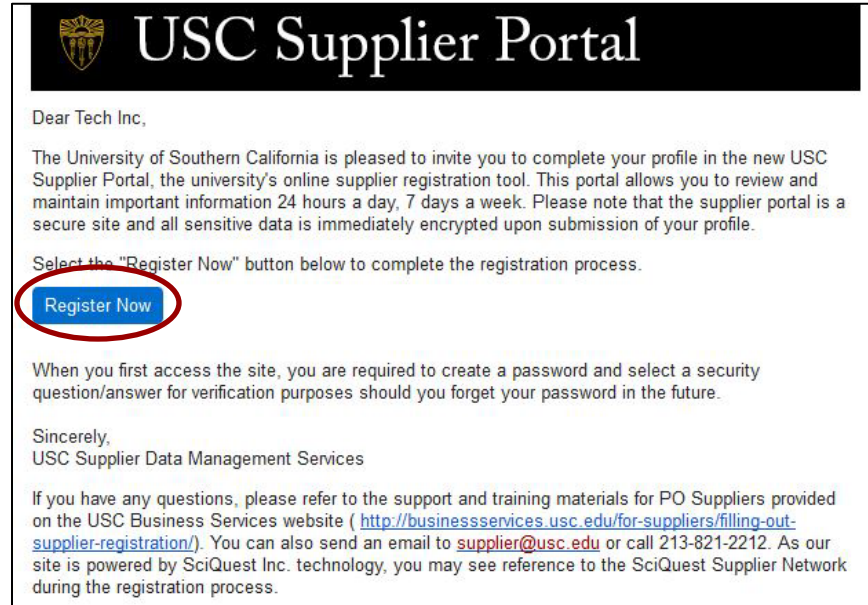 USC Supplier Portal
Dear Tech Inc,
The University of Southern California is pleased to invite you to complete your profile in the new USC
Supplier Portal, the university's online supplier registration tool. This portal allows you to review and
maintain important information 24 hours a day, 7 days a week. Please note that the supplier portal is a
secure site and all sensitive data is immediately encrypted upon submission of your profile.
Select the "Register Now" button below to complete the registration process.
Register Now
When you first access the site, you are required to create a password and select a security
question/answer for verification purposes should you forget your password in the future.
Sincerely,
USC Supplier Data Management Services
If you have any questions, please refer to the support and training materials for PO Suppliers provided
on the USC Business Services website ( http://businessservices.usc.edu/for-suppliers/filling-out-
supplier-registration/). You can also send an email to supplier@usc.edu or call 213-821-2212. As our
site is powered by SciQuest Inc. technology, you may see reference to the SciQuest Supplier Network
during the registration process.